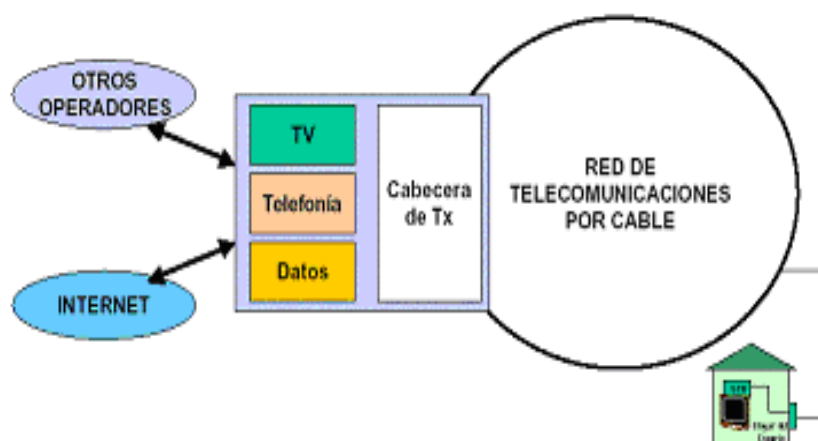 OTROS
OPERADORES
TV
Telefonía
Datos
Cabecera
de Tx
RED DE
TELECOMUNICACIONES
POR CABLE
INTERNET